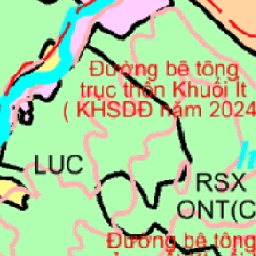 Đường bê tông
trục thôn Khuổi It
( KHSDĐ năm 2024
LUC
RSX
ONT(C
Đường bê tông